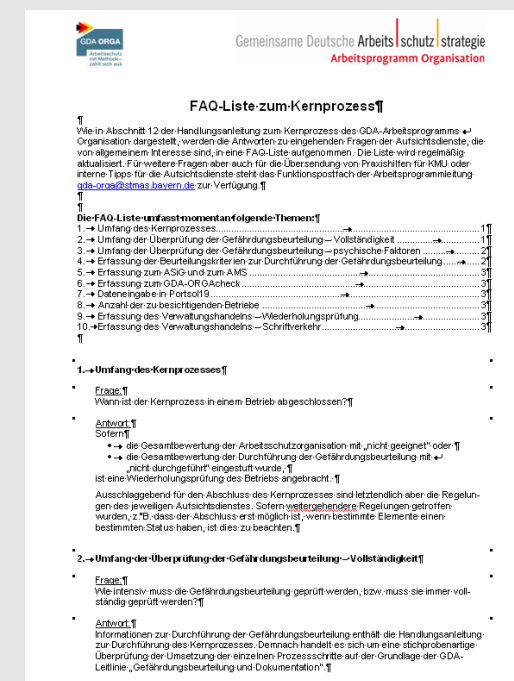 GDA ORGA
Arbeitsschutz
mit Methode –
zahlt sich aus
Gemeinsame Deutsche Arbeitsschutzstrategie
Arbeitsprogramm Organisation
FAQ-Liste zum Kernprozess¶
¶
Wie in Abschnitt 12 der Handlungsanleitung zum Kernprozess des GDA-Arbeitsprogramms ↵
Organisation dargestellt, werden die Antworten zu eingehenden Fragen der Aufsichtsdienste, die
von allgemeinem Interesse sind, in eine FAQ-Liste aufgenommen. Die Liste wird regelmäßig
aktualisiert. Für weitere Fragen aber auch für die Übersendung von Praxishilfen für KMU oder
interne Tipps für die Aufsichtsdienste steht das Funktionspostfach der Arbeitsprogrammleitung
gda-orga@stmas.bayern.de zur Verfügung.¶
¶
¶
Die FAQ-Liste umfasst momentan folgende Themen:¶
1.→ Umfang des Kernprozesses → 1¶
2.→ Umfang der Überprüfung der Gefährdungsbeurteilung – Vollständigkeit → 1¶
3.→ Umfang der Überprüfung der Gefährdungsbeurteilung – psychische Faktoren → 2¶
4.→ Erfassung der Beurteilungskriterien zur Durchführung der Gefährdungsbeurteilung → 2¶
5.→ Erfassung zum ASiG und zum AMS → 3¶
6.→ Erfassung zum GDA-ORGAcheck → 3¶
7.→ Dateneingabe in Portsol19 → 3¶
8.→ Anzahl der zu besichtigenden Betriebe → 3¶
9.→ Erfassung des Verwaltungshandelns – Wiederholungsprüfung → 3¶
10.→Erfassung des Verwaltungshandelns – Schriftverkehr → 3¶
¶
1.→ Umfang des Kernprozesses¶
Frage:¶
Wann ist der Kernprozess in einem Betrieb abgeschlossen?¶
Antwort:¶
Sofern¶
•→ die Gesamtbewertung der Arbeitsschutzorganisation mit „nicht geeignet" oder ¶
•→ die Gesamtbewertung der Durchführung der Gefährdungsbeurteilung mit ↵
„nicht durchgeführt" eingestuft wurde, ¶
ist eine Wiederholungsprüfung des Betriebs angebracht. ¶
Ausschlaggebend für den Abschluss des Kernprozesses sind letztendlich aber die Regelun-
gen des jeweiligen Aufsichtsdienstes. Sofern weitergehendere Regelungen getroffen
wurden, z.°B. dass der Abschluss erst möglich ist, wenn bestimmte Elemente einen
bestimmten Status haben, ist dies zu beachten.¶
2.→ Umfang der Überprüfung der Gefährdungsbeurteilung – Vollständigkeit¶
Frage:¶
Wie intensiv muss die Gefährdungsbeurteilung geprüft werden, bzw. muss sie immer voll-
ständig geprüft werden?¶
Antwort:¶
Informationen zur Durchführung der Gefährdungsbeurteilung enthält die Handlungsanleitung
zur Durchführung des Kernprozesses. Demnach handelt es sich um eine stichprobenartige
Überprüfung der Umsetzung der einzelnen Prozessschritte auf der Grundlage der GDA-
Leitlinie „Gefährdungsbeurteilung und Dokumentation".¶